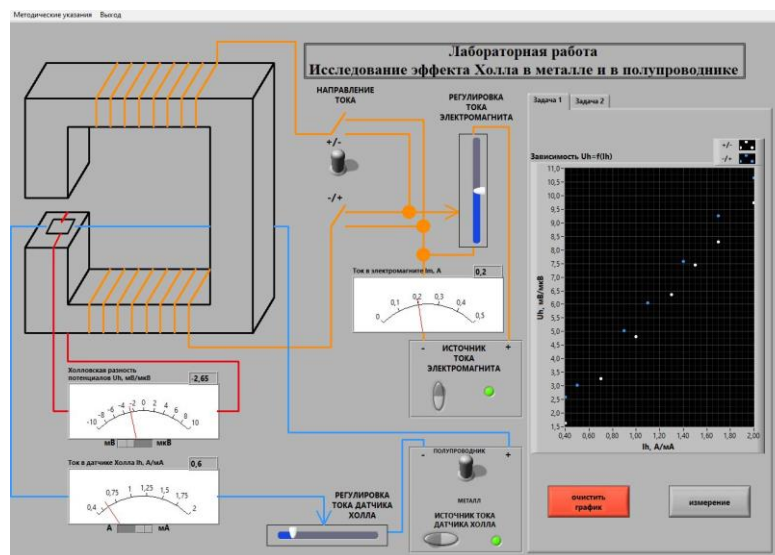 Методические указания Выход
Лабораторная работа
Исследование эффекта Холла в металле и в полупроводнике
НАПРАВЛЕНИЕ
ТОКА
+/-
-/+
РЕГУЛИРОВКА
ТОКА
ЭЛЕКТРОМАГНИТА
Ток в электромагните Im, А 0,2
0 0,1 0,2 0,3 0,4 0,5
- ИСТОЧНИК +
ТОКА
ЭЛЕКТРОМАГНИТА
Холловская разность
потенциалов Uh, мВ/мкВ -2,65
-10 -8 -6 -4 -2 0 2 4 6 8 10
мВ мкВ
Ток в датчике Холла Ih, А/мА 0,6
0,4 0,75 1 1,25 1,5 1,75 2
А мА
РЕГУЛИРОВКА
ТОКА ДАТЧИКА
ХОЛЛА
- ПОЛУПРОВОДНИК +
МЕТАЛЛ
ИСТОЧНИК ТОКА
ДАТЧИКА ХОЛЛА
Задача 1 Задача 2
+/-
-/+
Зависимость Uh=f(Ih)
Uh, мВ/мкВ
11,0
10,5
10,0
9,5
9,0
8,5
8,0
7,5
7,0
6,5
6,0
5,5
5,0
4,5
4,0
3,5
3,0
2,5
2,0
1,5
0,40 0,60 0,80 1,00 1,20 1,40 1,60 1,80 2,00
Ih, А/мА
очистить
график
измерение